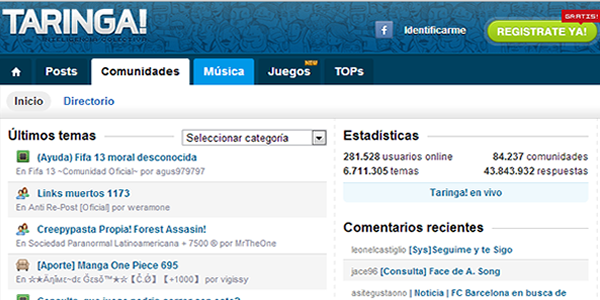 TARINGA!
INTELIGENCIA COLECTIVA
Identificarme
GRATIS!
REGISTRATE YA!
Posts
Comunidades
Música
Juegos
NEW
TOPs
Inicio
Directorio
Últimos temas
Seleccionar categoría
(Ayuda) Fifa 13 moral desconocida
En Fifa 13 ~Comunidad Oficial~ por agus979797
Links muertos 1173
En Anti Re-Post [Oficial] por weramone
Creepypasta Propia! Forest Assasin!
En Sociedad Paranormal Latinoamericana + 7500 ® por MrTheOne
[Aporte] Manga One Piece 695
[+1000] por vigissy
Estadísticas
281.528 usuarios online
84.237 comunidades
6.711.305 temas
43.843.932 respuestas
Taringa! en vivo
Comentarios recientes
leonelcastiglio [Sys]Seguime y te Sigo
jace96 [Consulta] Face de A. Song
asitegustaono | Noticia | FC Barcelona en busca de